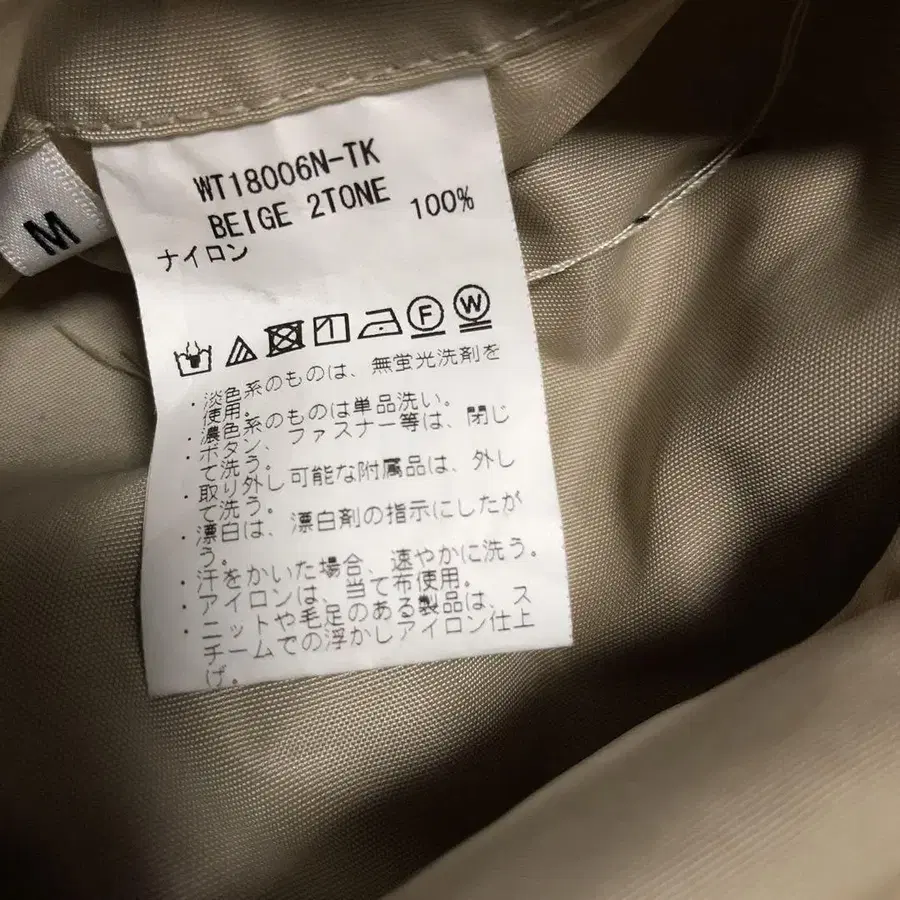 WT18006N-TK
BEIGE 2TONE
ナイロン 100%
M
F W
・淡色系のものは、無蛍光洗剤を
使用。
・濃色系のものは単品洗い。
・ボタン、ファスナー等は、閉じ
て洗う。
・取り外し可能な附属品は、外し
て洗う。
・漂白は、漂白剤の指示にしたが
う。
・汗をかいた場合、速やかに洗う。
・アイロンは、当て布使用。
・ニットや毛足のある製品は、ス
チームでの浮かしアイロン仕上
げ。